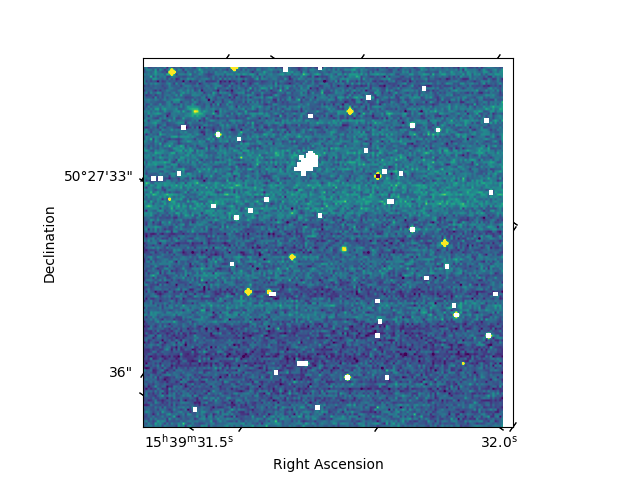 50°27'33"
Declination
36"
15ʰ39ᵐ31.5ˢ
32.0ˢ
Right Ascension